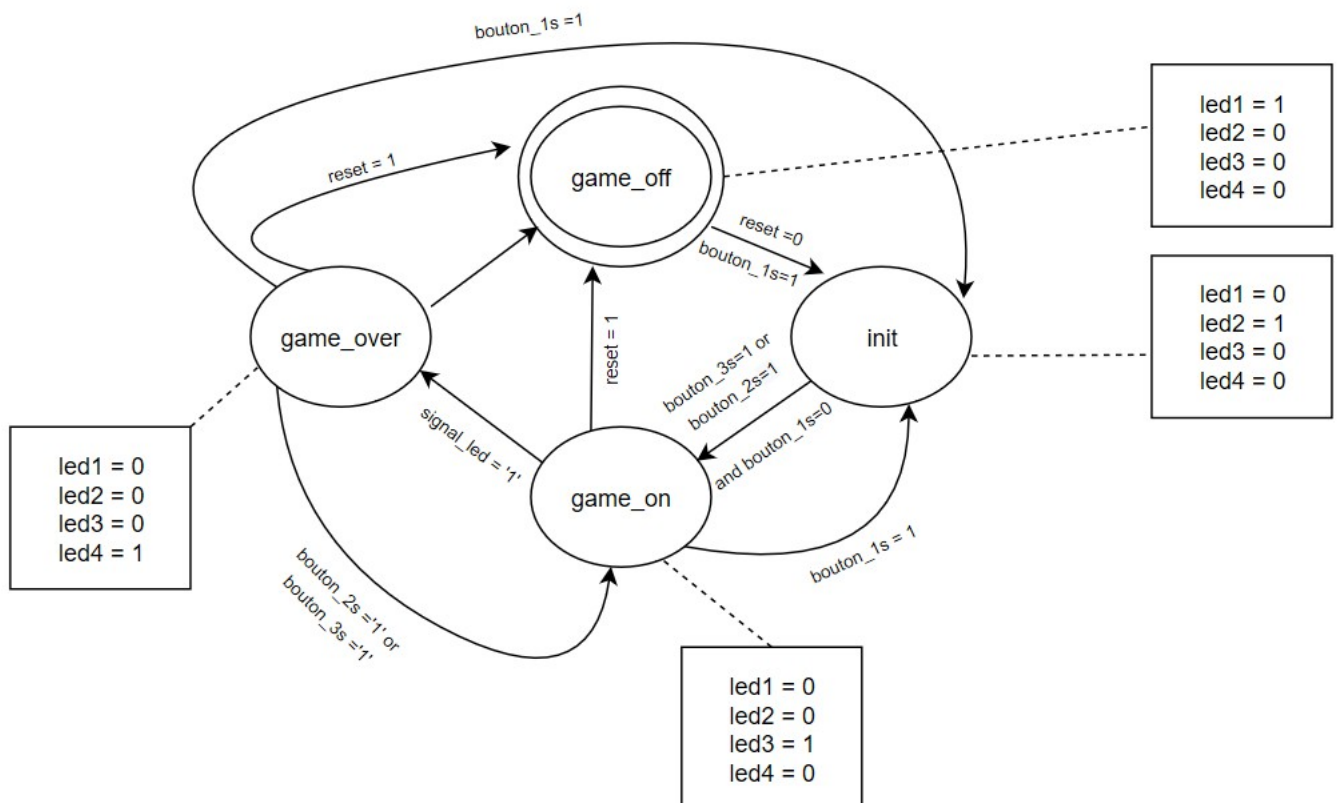 bouton_1s =1
led1 = 1
led2 = 0
led3 = 0
led4 = 0
reset = 1
game_off
reset =0
bouton_1s=1
led1 = 0
led2 = 1
led3 = 0
led4 = 0
game_over
init
reset = 1
bouton_3s=1 or
bouton_2s=1
and bouton_1s=0
signal_led = '1'
led1 = 0
led2 = 0
led3 = 0
led4 = 1
game_on
bouton_1s = 1
bouton_2s ='1' or
bouton_3s ='1'
led1 = 0
led2 = 0
led3 = 1
led4 = 0